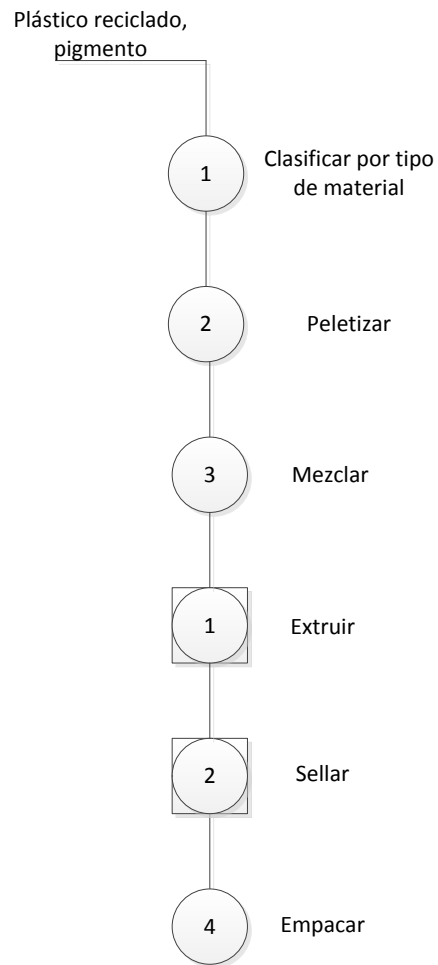 Plástico reciclado,
pigmento
1
Clasificar por tipo
de material
2
Peletizar
3
Mezclar
1
Extruir
2
Sellar
4
Empacar